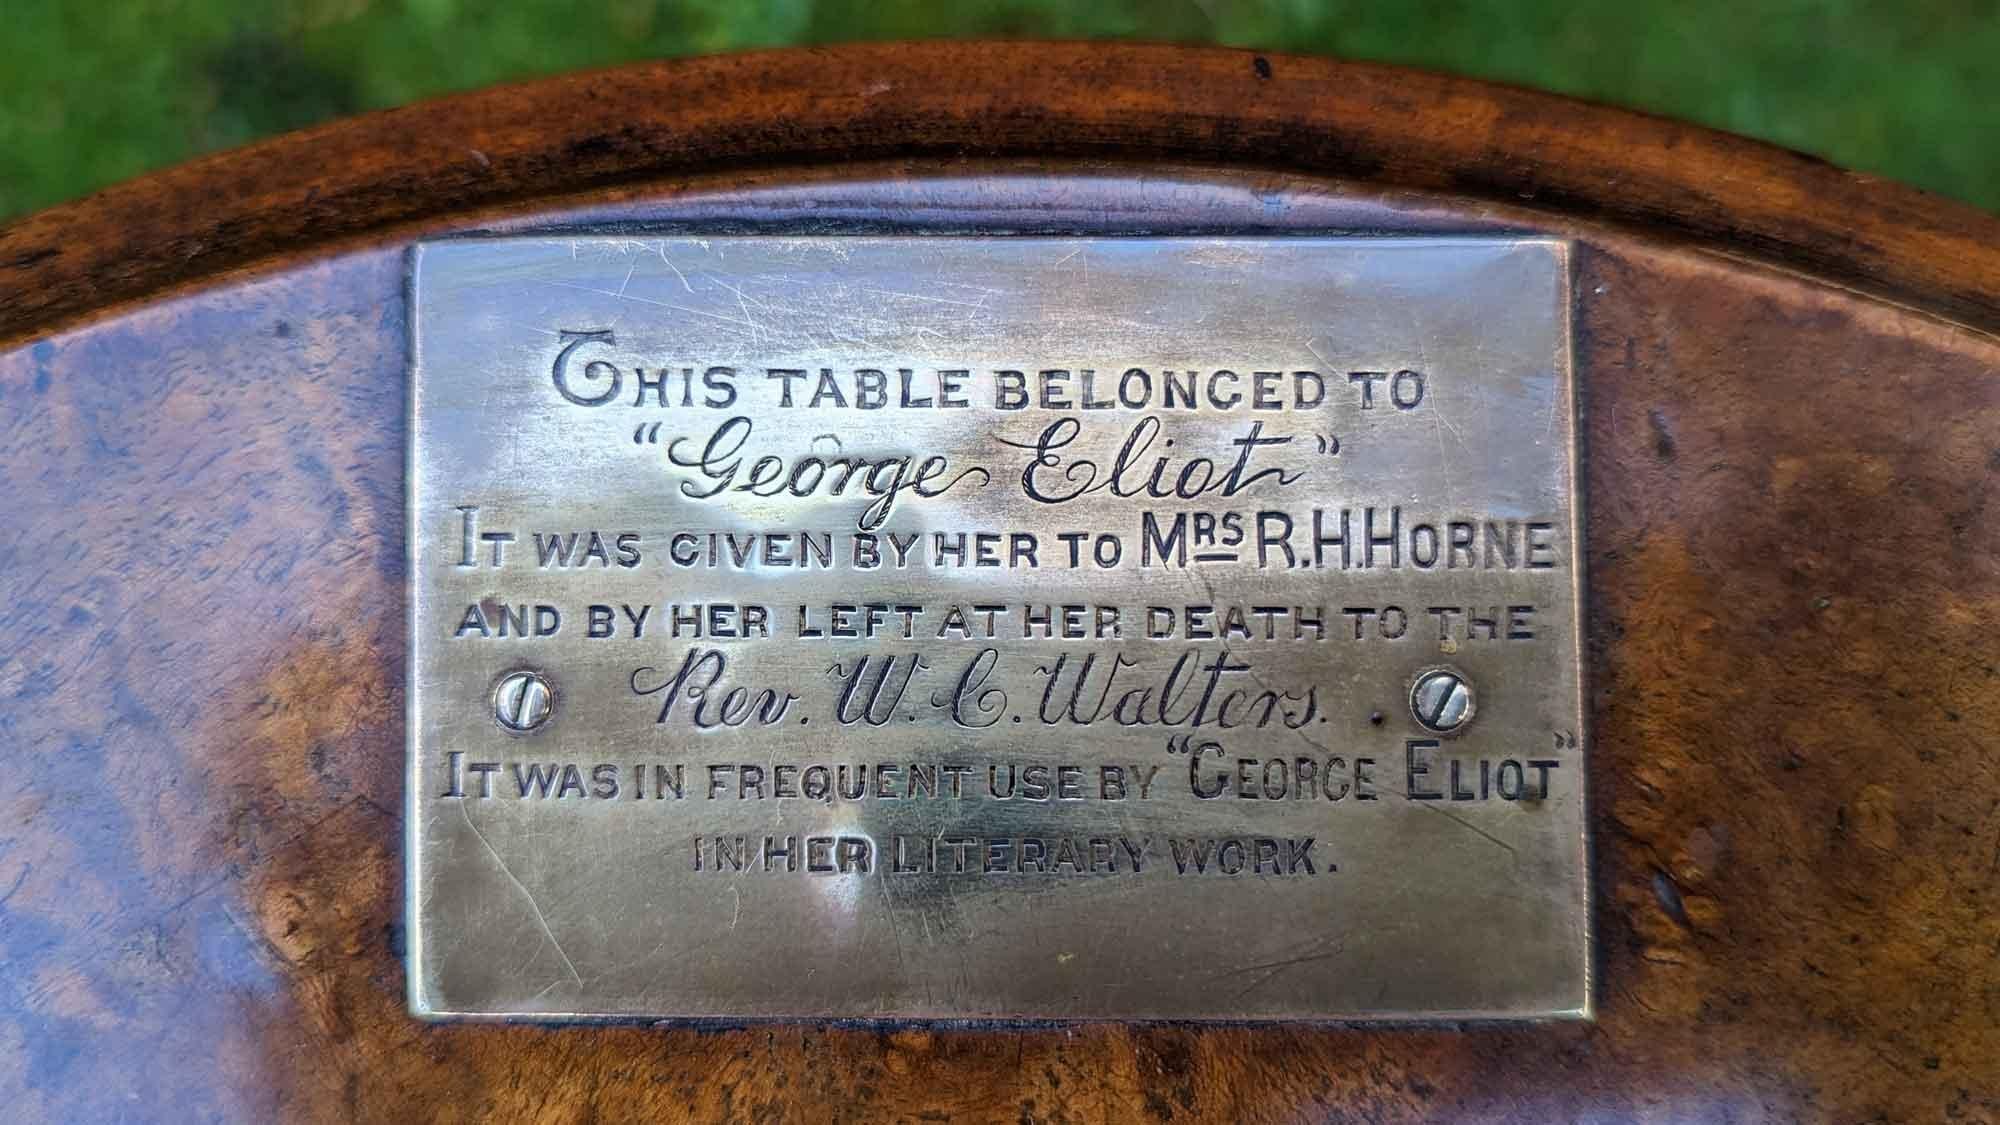 THIS TABLE BELONGED TO
"George Eliot"
IT WAS GIVEN BY HER TO MRS R.H.HORNE
AND BY HER LEFT AT HER DEATH TO THE
Rev. W. C. Walters.
IT WAS IN FREQUENT USE BY "GEORGE ELIOT"
IN HER LITERARY WORK.